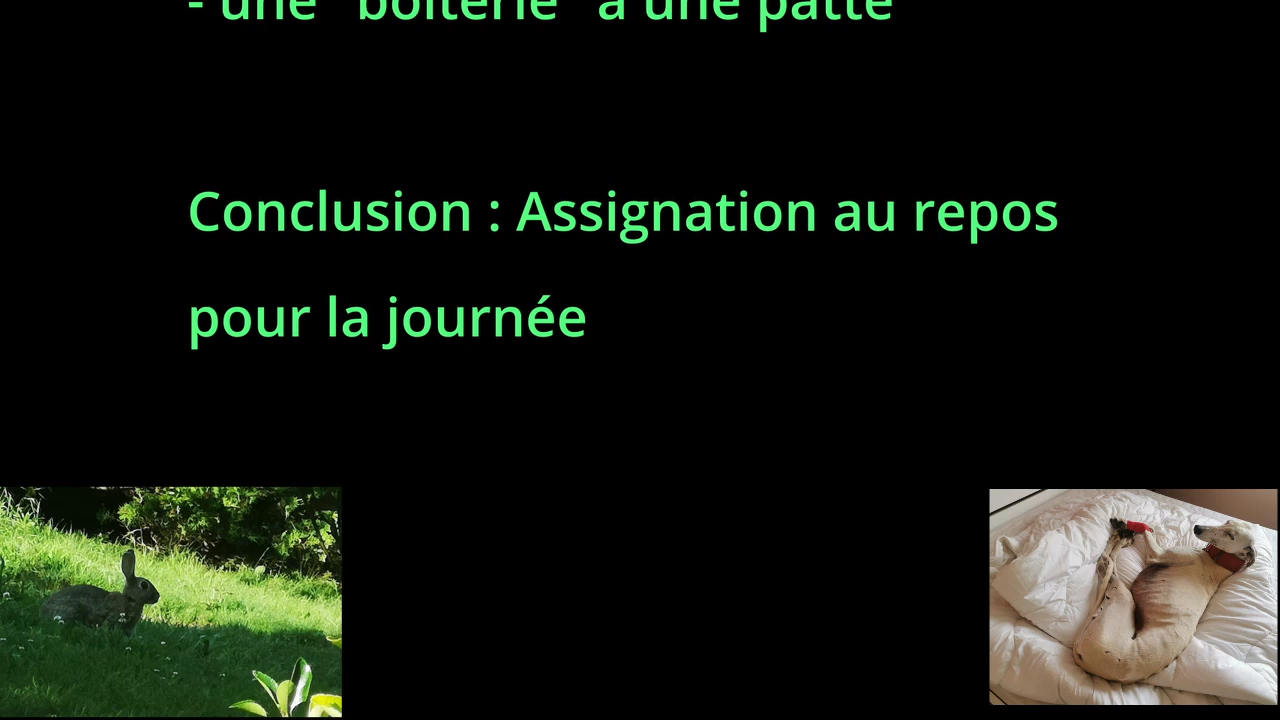 - une " boiterie " à une patte
Conclusion : Assignation au repos
pour la journée